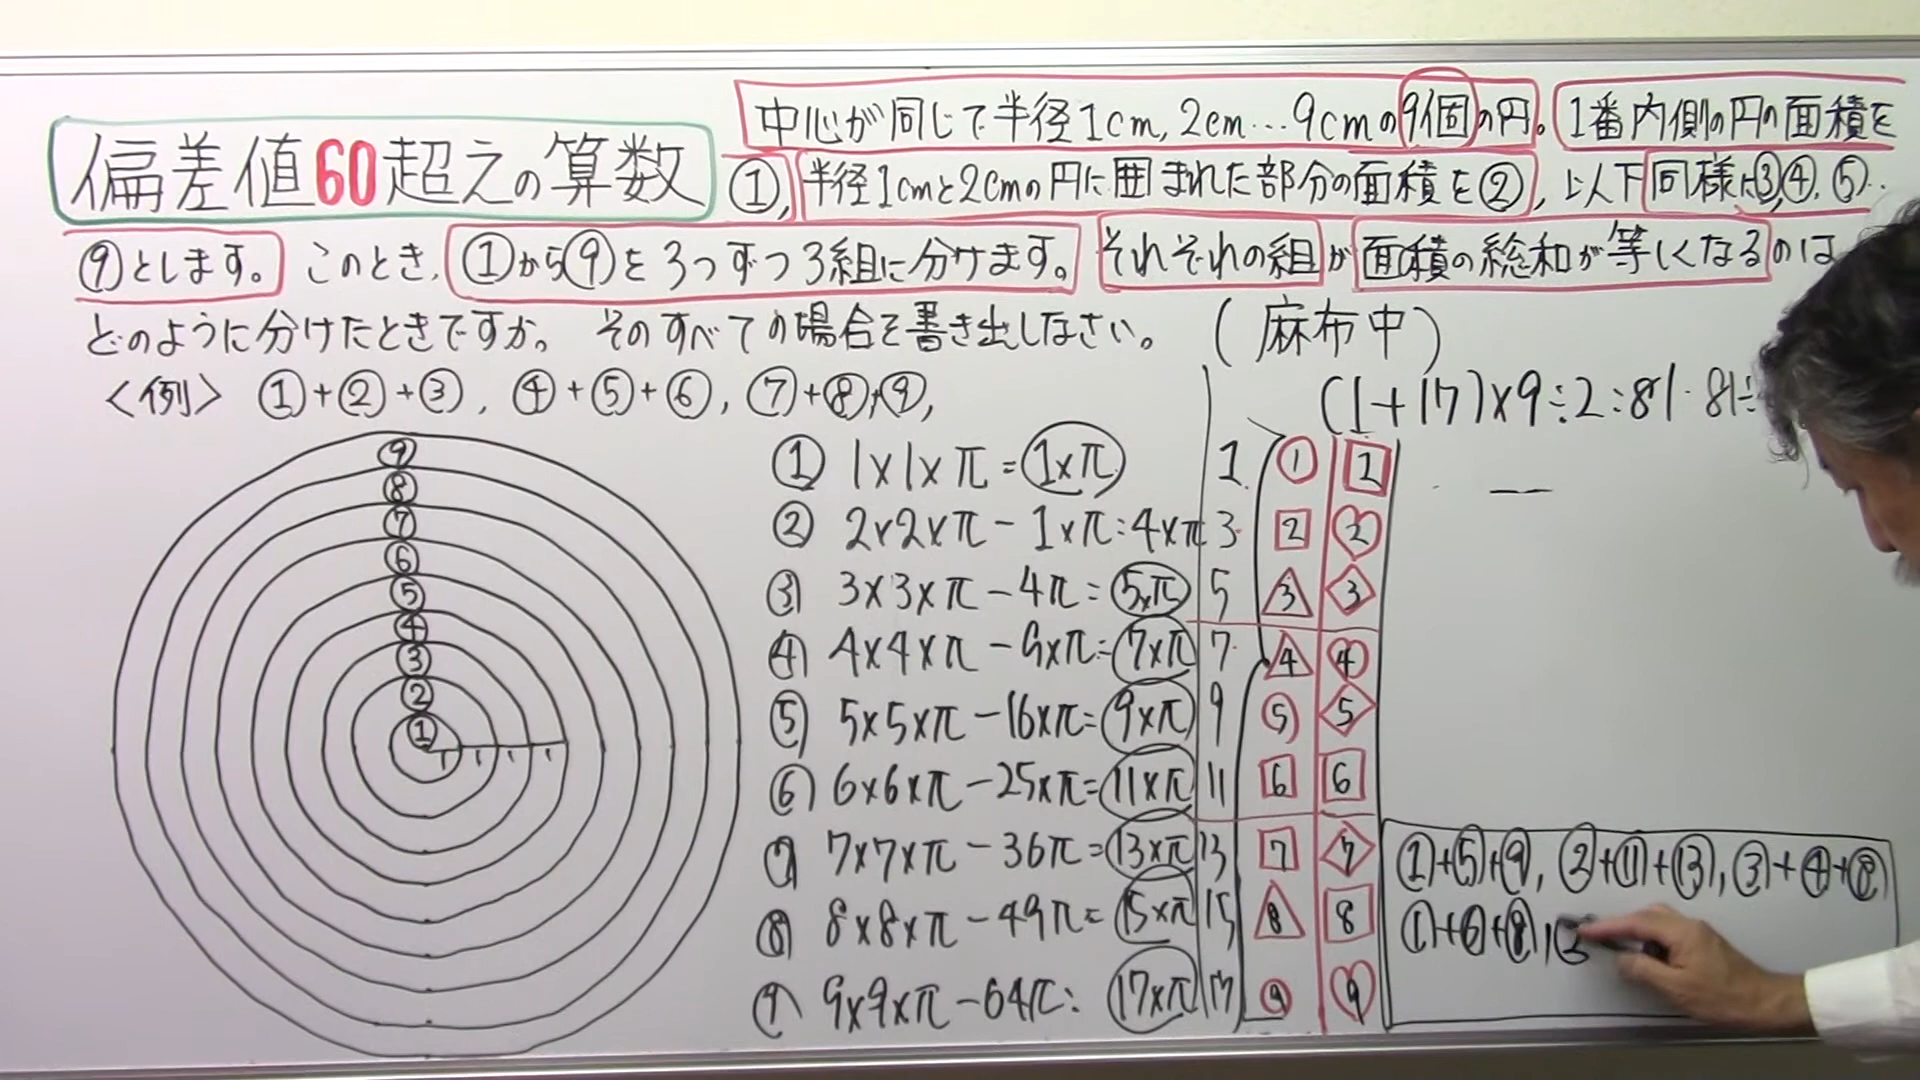 偏差値60超えの算数
中心が同じで半径1cm, 2cm…9cmの9個の円。1番内側の円の面積を
①, 半径1cmと2cmの円に囲まれた部分の面積を②, 以下同様に③,④,⑤..
⑨とします。このとき, ①から⑨を3つずつ3組に分けます。それぞれの組が面積の総和が等しくなるのは
どのように分けたときですか。そのすべての場合を書き出しなさい。(麻布中)
<例> ①+②+③, ④+⑤+⑥, ⑦+⑧+⑨,
(1+17)×9÷2=81 81÷
⑨
⑧
⑦
⑥
⑤
④
③
②
①
① 1×1×π=1×π 1 1 1
② 2×2×π-1×π=4×π 3 2 2
③ 3×3×π-4π=5×π 5 3 3
④ 4×4×π-9×π=7×π 7 4 4
⑤ 5×5×π-16×π=9×π 9 5 5
⑥ 6×6×π-25×π=11×π 11 6 6
⑦ 7×7×π-36π=13×π 13 7 7
⑧ 8×8×π-49π=15×π 15 8 8
⑨ 9×9×π-64π= 17×π 17 9 9
①+⑤+⑨, ②+⑪+⑬, ③+④+⑧
①+⑥+⑧,